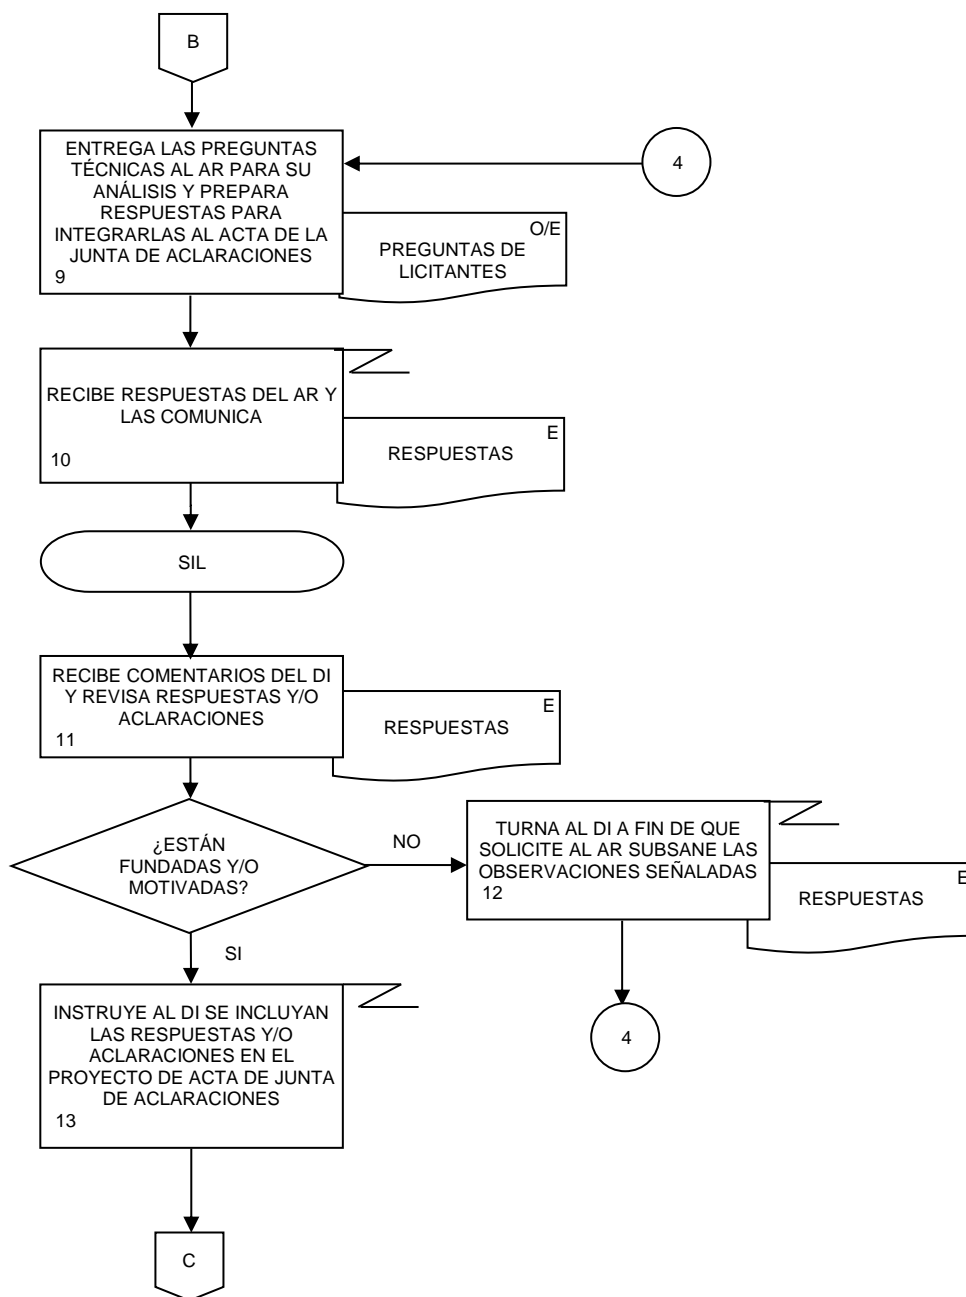 B
ENTREGA LAS PREGUNTAS
TÉCNICAS AL AR PARA SU
ANÁLISIS Y PREPARA
RESPUESTAS PARA
INTEGRARLAS AL ACTA DE LA
JUNTA DE ACLARACIONES
9
4
O/E
PREGUNTAS DE
LICITANTES
RECIBE RESPUESTAS DEL AR Y
LAS COMUNICA
10
E
RESPUESTAS
SIL
RECIBE COMENTARIOS DEL DI
Y REVISA RESPUESTAS Y/O
ACLARACIONES
11
E
RESPUESTAS
¿ESTÁN
FUNDADAS Y/O
MOTIVADAS?
NO
TURNA AL DI A FIN DE QUE
SOLICITE AL AR SUBSANE LAS
OBSERVACIONES SEÑALADAS
12
E
RESPUESTAS
4
SI
INSTRUYE AL DI SE INCLUYAN
LAS RESPUESTAS Y/O
ACLARACIONES EN EL
PROYECTO DE ACTA DE JUNTA
DE ACLARACIONES
13
C